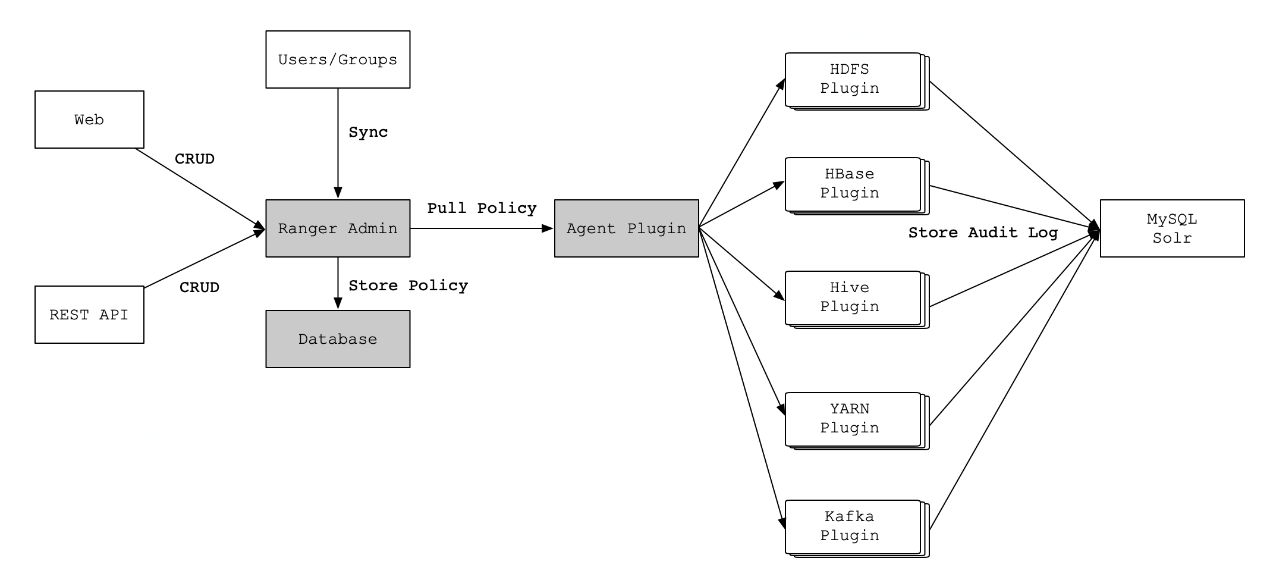 Users/Groups
Web
Sync
CRUD
Ranger Admin
Pull Policy
Agent Plugin
CRUD
REST API
Store Policy
Database
HDFS
Plugin
HBase
Plugin
Store Audit Log
Hive
Plugin
YARN
Plugin
Kafka
Plugin
MySQL
Solr